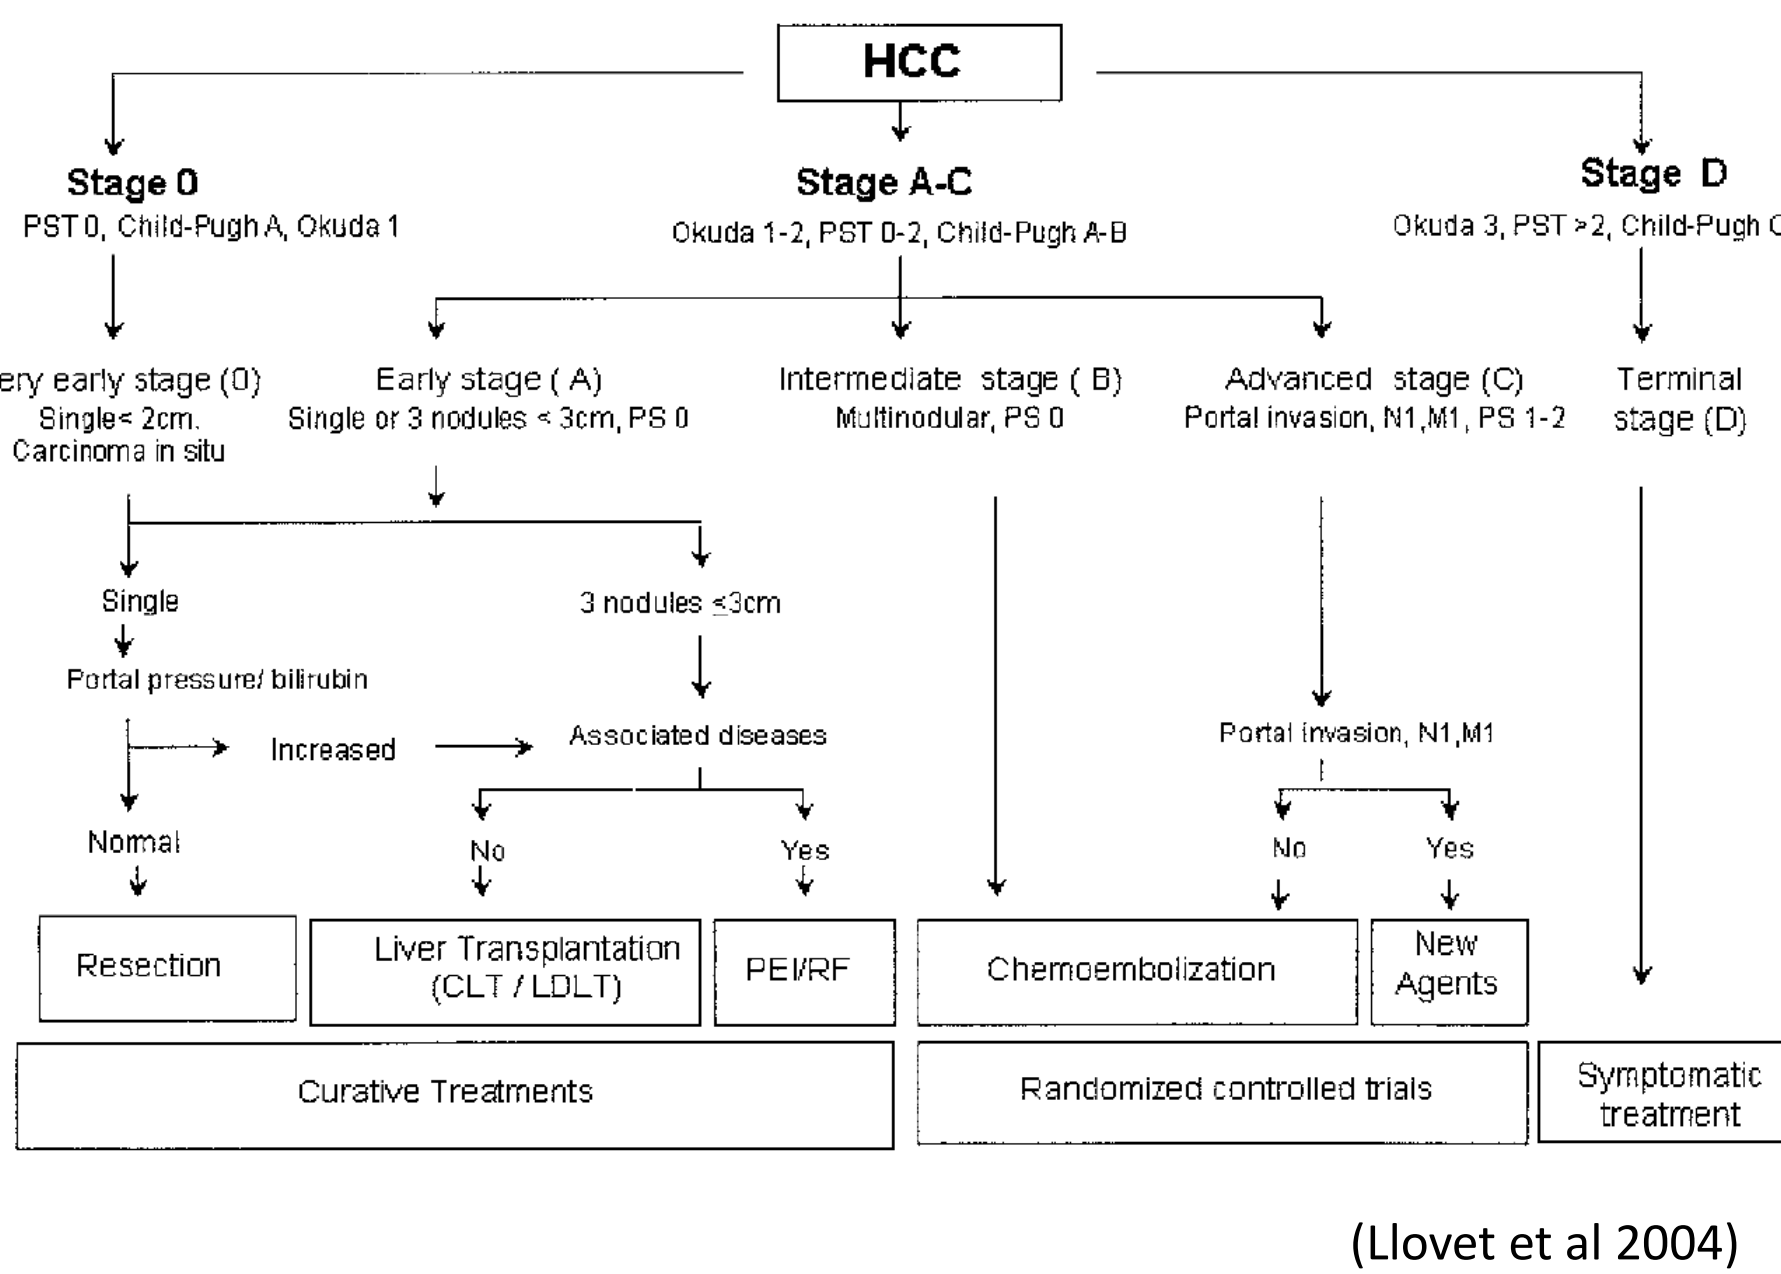 HCC
Stage 0
PST 0, Child-Pugh A, Okuda 1
Stage A-C
Okuda 1-2, PST 0-2, Child-Pugh A-B
Stage D
Okuda 3, PST >2, Child-Pugh C
ery early stage (0)
Single< 2cm.
Carcinoma in situ
Early stage ( A)
Single or 3 nodules < 3cm, PS 0
Intermediate stage ( B)
Multinodular, PS 0
Advanced stage (C)
Portal invasion, N1,M1, PS 1-2
Terminal
stage (D)
Single
3 nodules ≤3cm
Portal pressure/ bilirubin
Increased
Associated diseases
Portal invasion, N1,M1
Normal
No
Yes
No
Yes
Resection
Liver Transplantation
(CLT / LDLT)
PEI/RF
Chemoembolization
New
Agents
Curative Treatments
Randomized controlled trials
Symptomatic
treatment
(Llovet et al 2004)